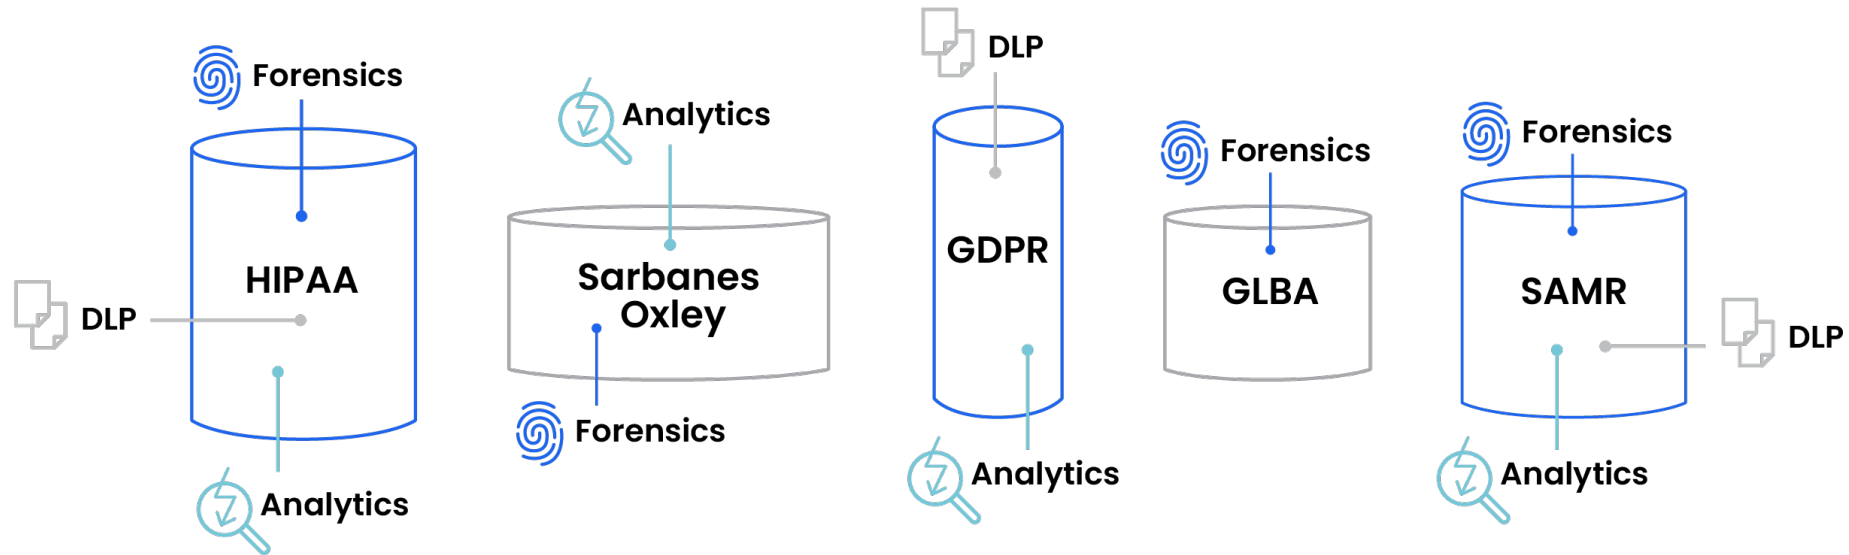 Forensics
HIPAA
DLP
Analytics
Analytics
Sarbanes
Oxley
Forensics
DLP
GDPR
Analytics
Forensics
GLBA
Forensics
SAMR
DLP
Analytics